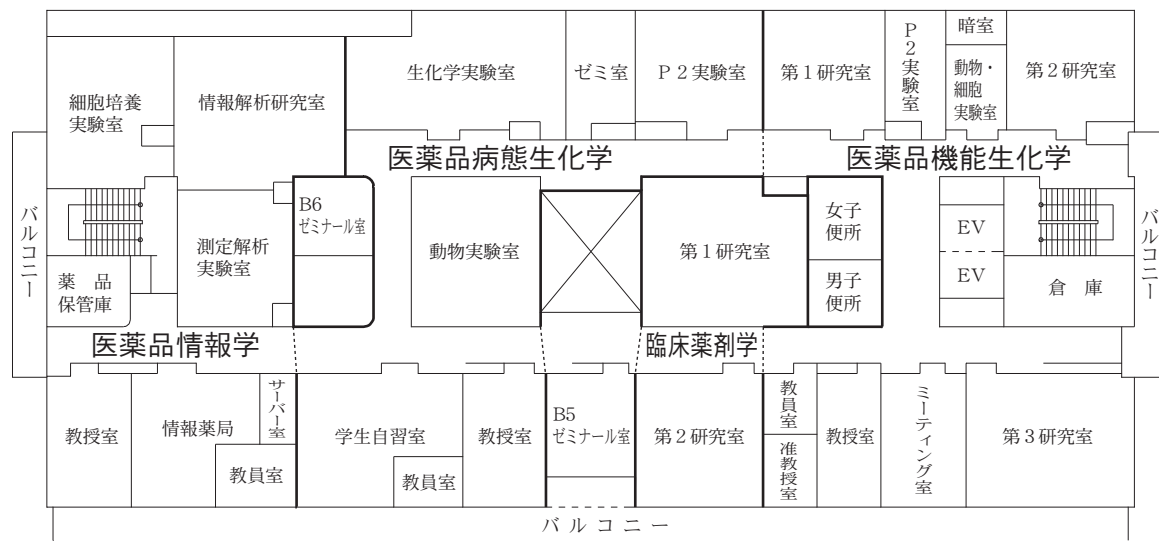 生化学実験室
ゼミ室
P2実験室
第1研究室
P2実験室
暗室
動物・
細胞
実験室
第2研究室
細胞培養
実験室
情報解析研究室
医薬品病態生化学
医薬品機能生化学
バルコニー
B6
ゼミナール室
測定解析
実験室
動物実験室
第1研究室
女子
便所
男子
便所
EV
EV
倉 庫
バルコニー
薬 品
保管庫
医薬品情報学
臨床薬剤学
教授室
情報薬局
サーバー室
教員室
学生自習室
教員室
教授室
B5
ゼミナール室
第2研究室
教員室
准教授室
教授室
ミーティング室
第3研究室
バルコニー